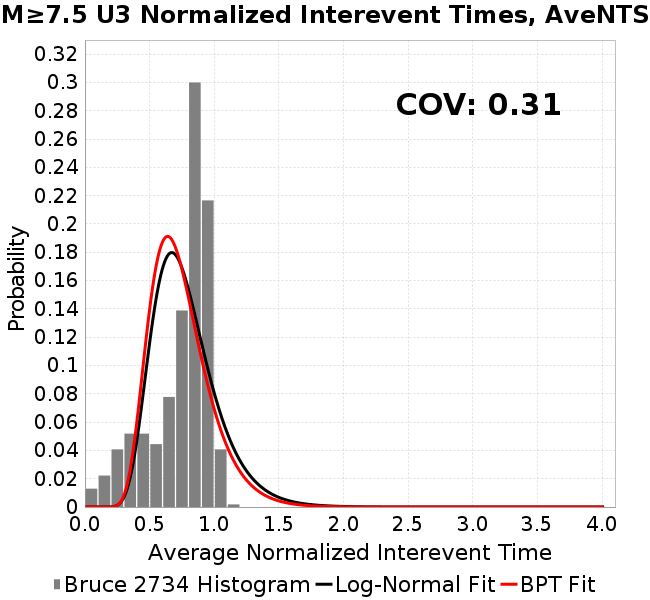 M≥7.5 U3 Normalized Interevent Times, AveNTS
COV: 0.31
Probability
0.32
0.3
0.28
0.26
0.24
0.22
0.2
0.18
0.16
0.14
0.12
0.1
0.08
0.06
0.04
0.02
0
0.0 0.5 1.0 1.5 2.0 2.5 3.0 3.5 4.0
Average Normalized Interevent Time
Bruce 2734 Histogram Log-Normal Fit BPT Fit